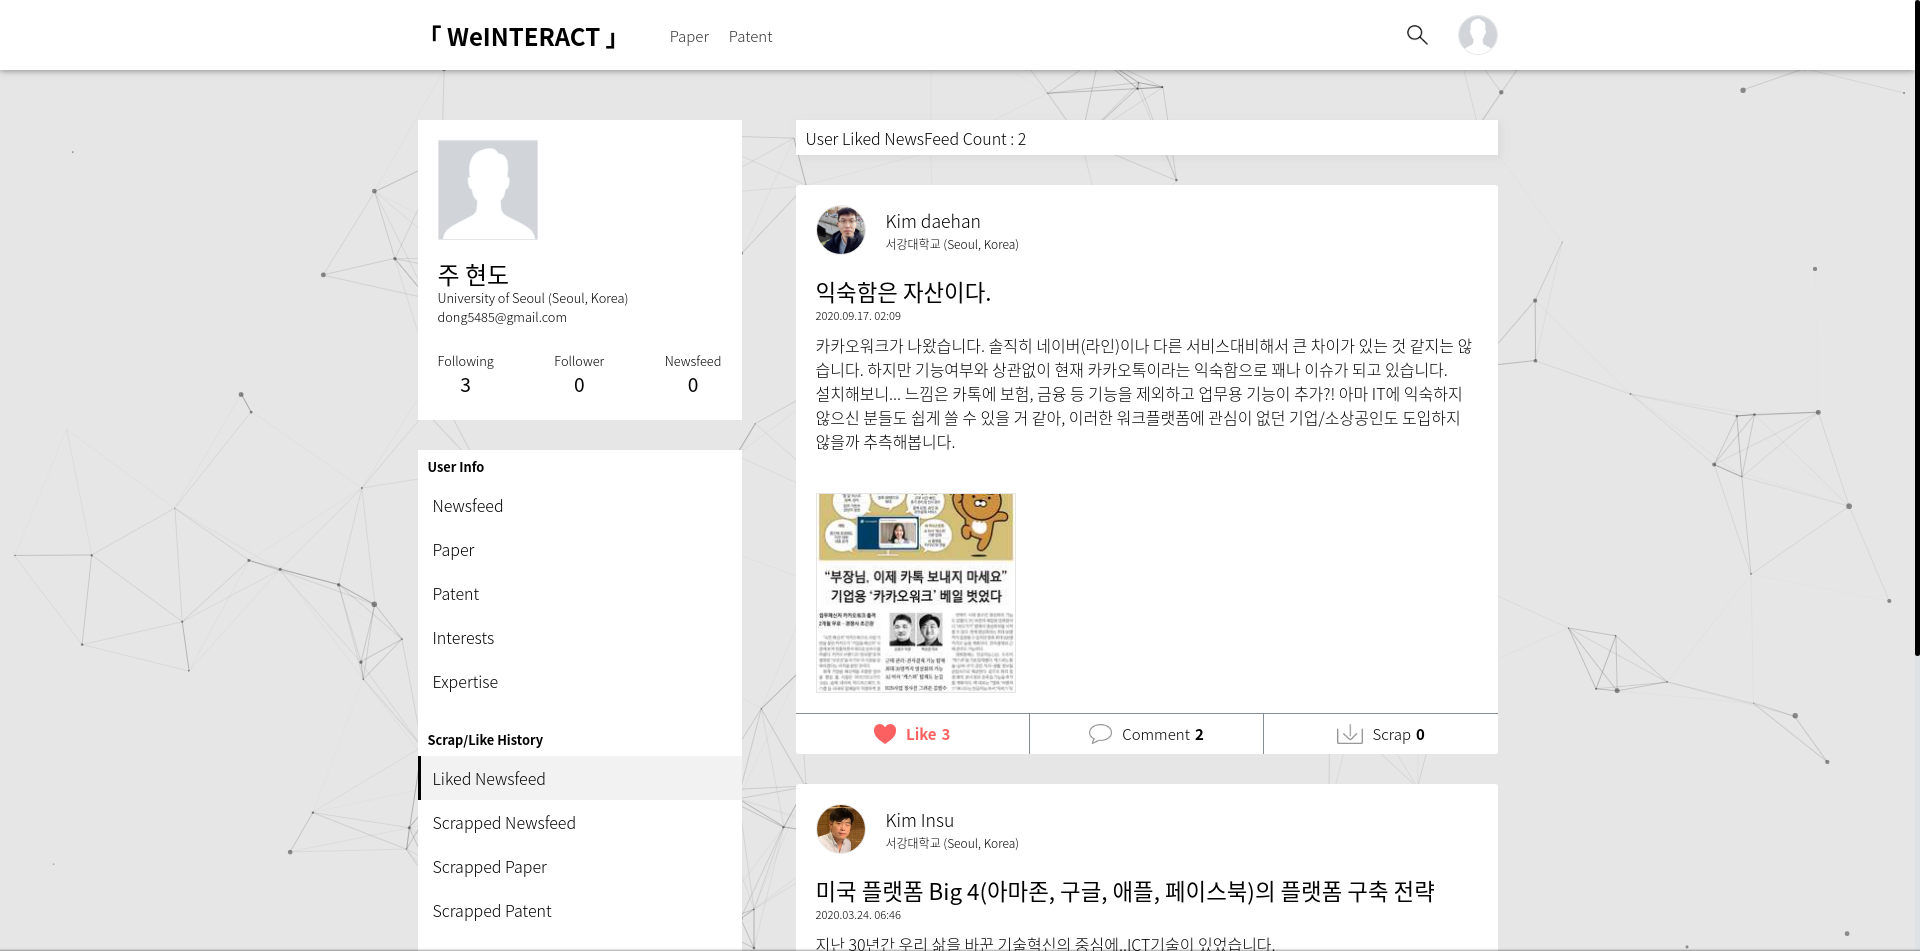 「 WeINTERACT 」
Paper
Patent
주 현도
University of Seoul (Seoul, Korea)
dong5485@gmail.com
Following
Follower
Newsfeed
3
0
0
User Info
Newsfeed
Paper
Patent
Interests
Expertise
Scrap/Like History
Liked Newsfeed
Scrapped Newsfeed
Scrapped Paper
Scrapped Patent
User Liked NewsFeed Count : 2
Kim daehan
서강대학교 (Seoul, Korea)
익숙함은 자산이다.
2020.09.17. 02:09
카카오워크가 나왔습니다. 솔직히 네이버(라인)이나 다른 서비스대비해서 큰 차이가 있는 것 같지는 않
습니다. 하지만 기능여부와 상관없이 현재 카카오톡이라는 익숙함으로 꽤나 이슈가 되고 있습니다.
설치해보니... 느낌은 카톡에 보험, 금융 등 기능을 제외하고 업무용 기능이 추가?! 아마 IT에 익숙하지
않으신 분들도 쉽게 쓸 수 있을 거 같아, 이러한 워크플랫폼에 관심이 없던 기업/소상공인도 도입하지
않을까 추측해봅니다.
“부장님, 이제 카톡 보내지 마세요”
기업용 ‘카카오워크’ 베일 벗었다
Like 3
Comment 2
Scrap 0
Kim Insu
서강대학교 (Seoul, Korea)
미국 플랫폼 Big 4(아마존, 구글, 애플, 페이스북)의 플랫폼 구축 전략
2020.03.24. 06:46
지난 30년간 우리 삶을 바꾼 기술혁신의 중심에..ICT기술이 있었습니다.